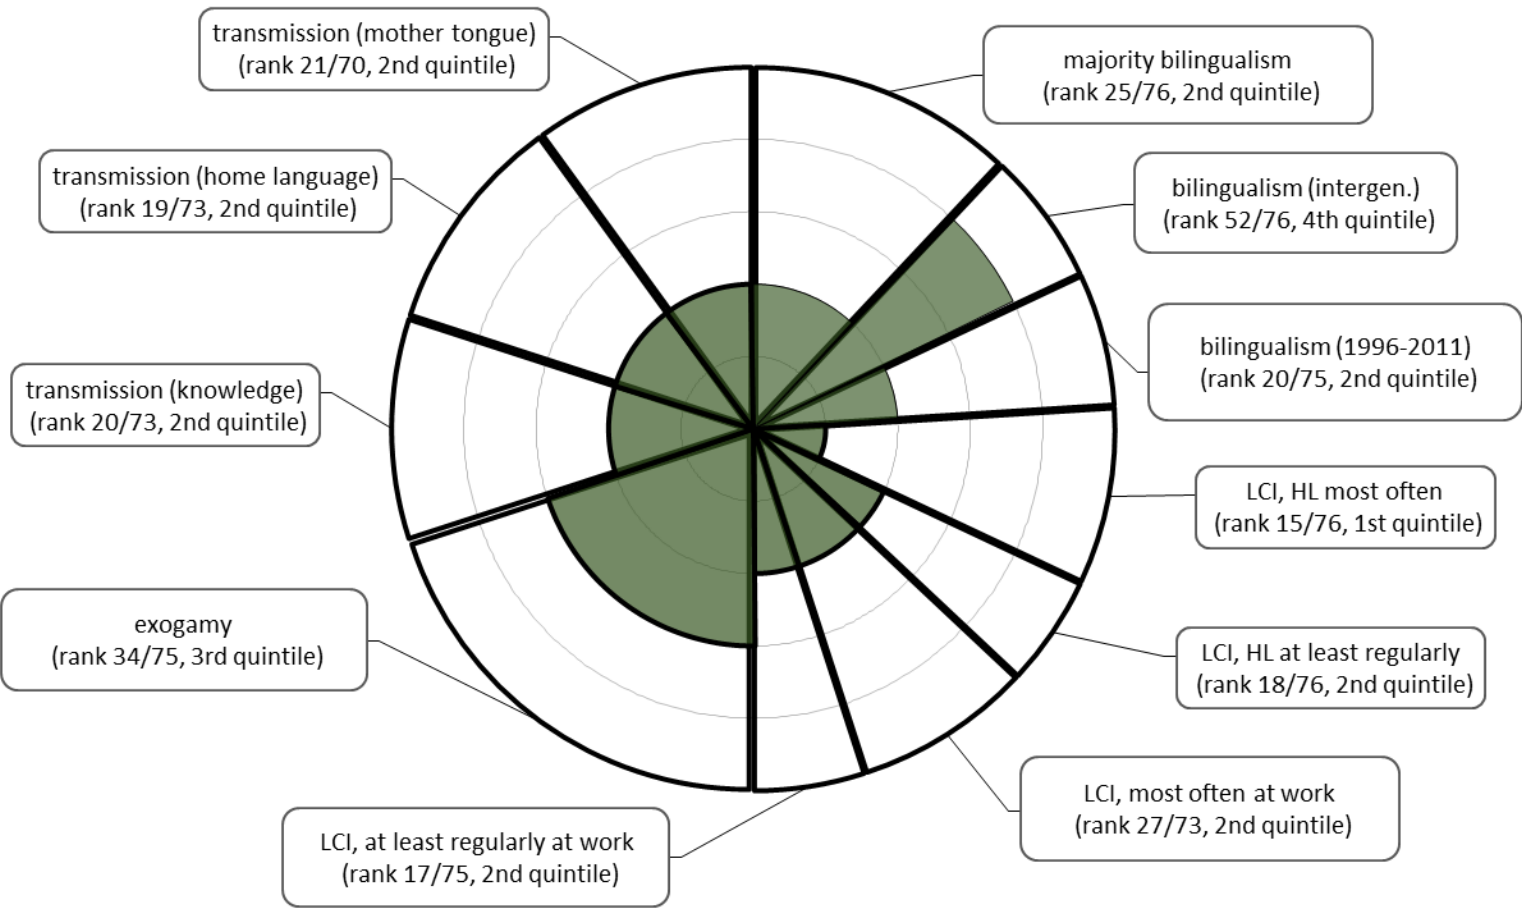 transmission (mother tongue)
(rank 21/70, 2nd quintile)
majority bilingualism
(rank 25/76, 2nd quintile)
transmission (home language)
(rank 19/73, 2nd quintile)
bilingualism (intergen.)
(rank 52/76, 4th quintile)
bilingualism (1996-2011)
(rank 20/75, 2nd quintile)
transmission (knowledge)
(rank 20/73, 2nd quintile)
LCI, HL most often
(rank 15/76, 1st quintile)
exogamy
(rank 34/75, 3rd quintile)
LCI, HL at least regularly
(rank 18/76, 2nd quintile)
LCI, most often at work
(rank 27/73, 2nd quintile)
LCI, at least regularly at work
(rank 17/75, 2nd quintile)